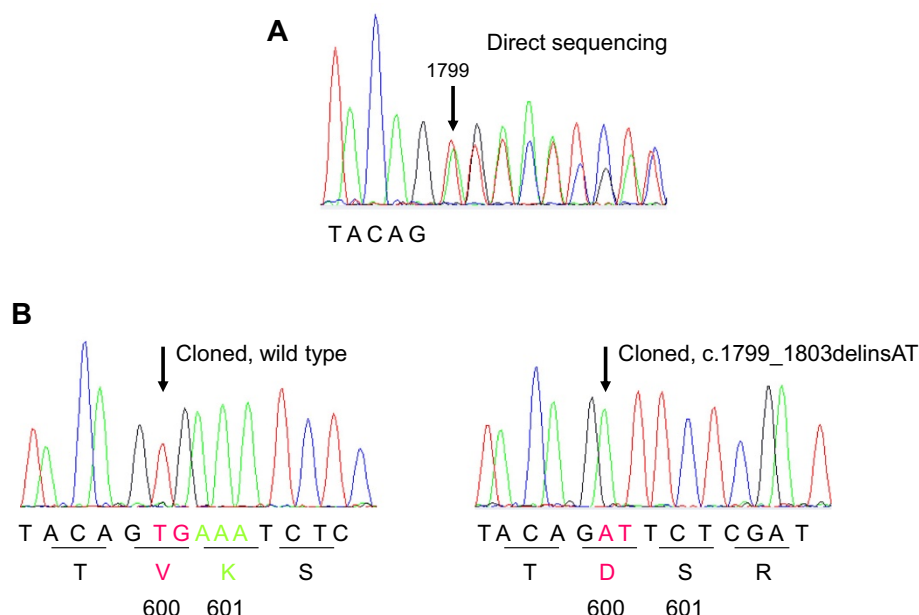 A
Direct sequencing
1799
T A C A G
B
Cloned, wild type
Cloned, c.1799_1803delinsAT
T A C A G T G A A A T C T C
T A C A G A T T C T C G A T
T V K S
T D S R
600 601
600 601